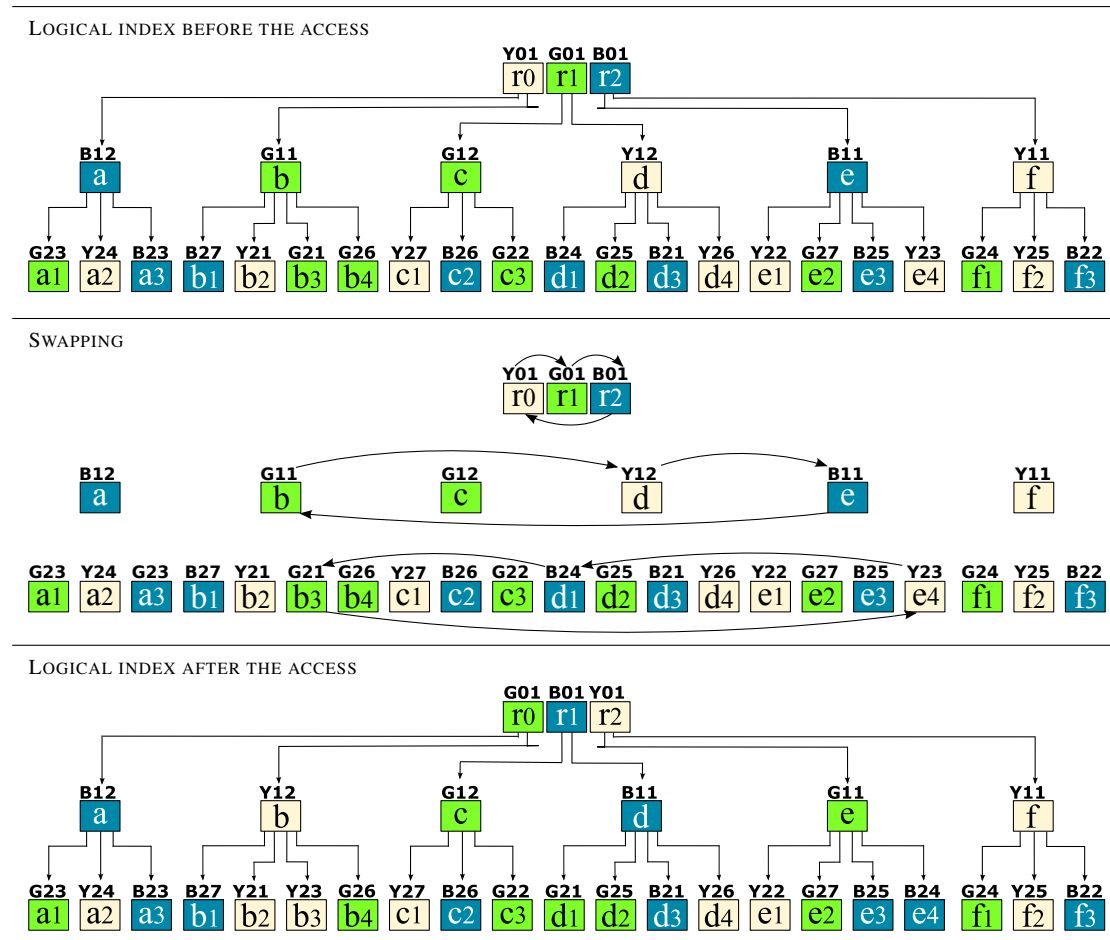 LOGICAL INDEX BEFORE THE ACCESS
Y01 G01 B01
r0 r1 r2
B12 G11 G12 Y12 B11 Y11
a b c d e f
G23 Y24 B23 B27 Y21 G21 G26 Y27 B26 G22 B24 G25 B21 Y26 Y22 G27 B25 Y23 G24 Y25 B22
a1 a2 a3 b1 b2 b3 b4 c1 c2 c3 d1 d2 d3 d4 e1 e2 e3 e4 f1 f2 f3
SWAPPING
Y01 G01 B01
r0 r1 r2
B12 G11 G12 Y12 B11 Y11
a b c d e f
G23 Y24 G23 B27 Y21 G21 G26 Y27 B26 G22 B24 G25 B21 Y26 Y22 G27 B25 Y23 G24 Y25 B22
a1 a2 a3 b1 b2 b3 b4 c1 c2 c3 d1 d2 d3 d4 e1 e2 e3 e4 f1 f2 f3
LOGICAL INDEX AFTER THE ACCESS
G01 B01 Y01
r0 r1 r2
B12 Y12 G12 B11 G11 Y11
a b c d e f
G23 Y24 B23 B27 Y21 Y23 G26 Y27 B26 G22 G21 G25 B21 Y26 Y22 G27 B25 B24 G24 Y25 B22
a1 a2 a3 b1 b2 b3 b4 c1 c2 c3 d1 d2 d3 d4 e1 e2 e3 e4 f1 f2 f3